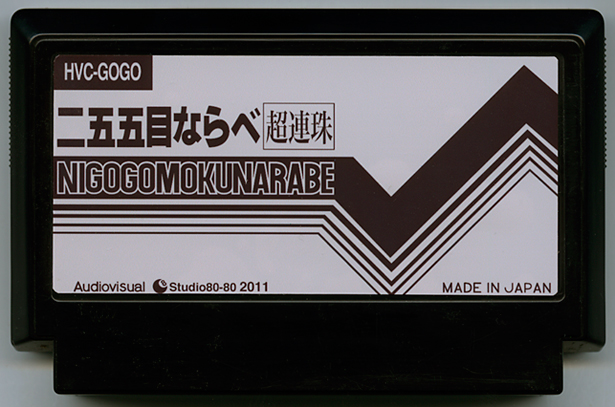 HVC-GOGO
二五五目ならべ 超連珠
NIGOGOMOKUNARABE
Audiovisual Studio80-80 2011
MADE IN JAPAN